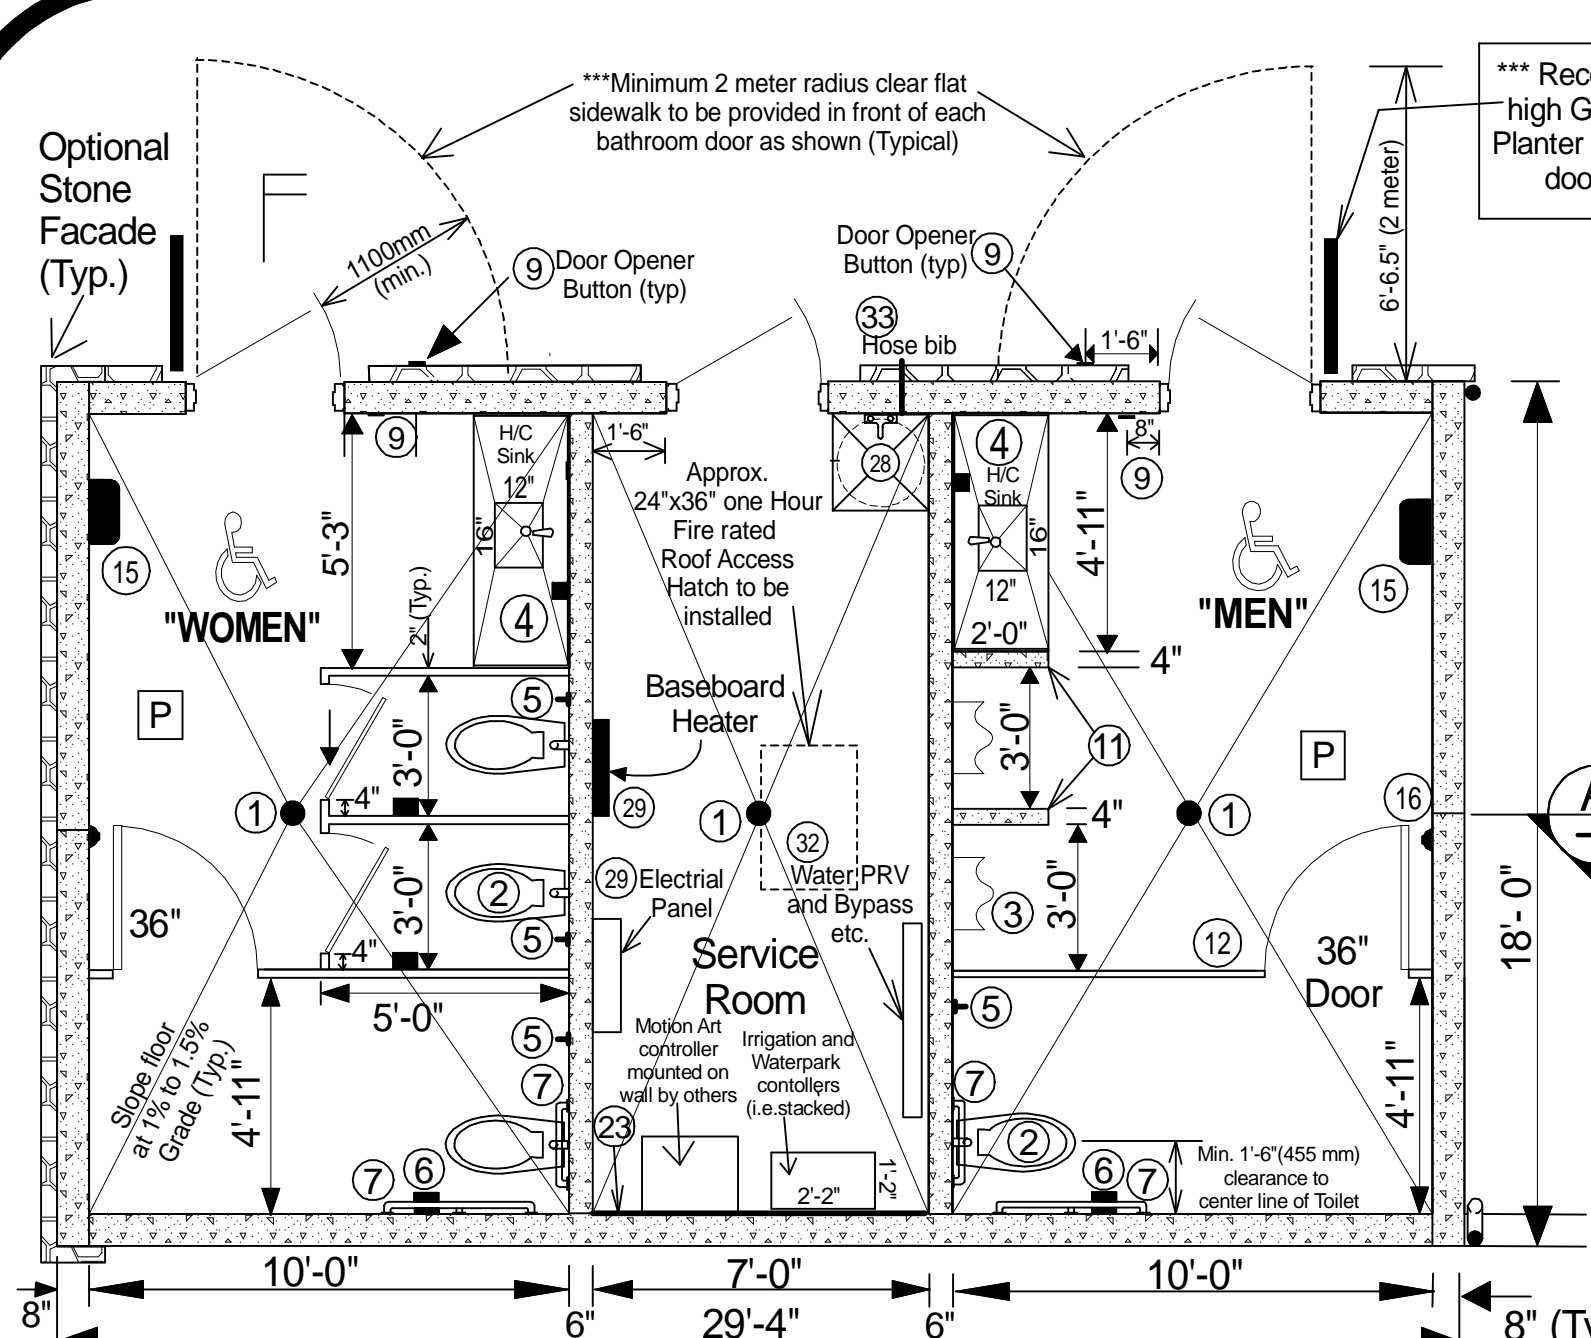 ***Minimum 2 meter radius clear flat
sidewalk to be provided in front of each
bathroom door as shown (Typical)
*** Rec
high G
Planter
doo
Optional
Stone
Facade
(Typ.)
1100mm
(min.)
9
Door Opener
Button (typ)
Door Opener
Button (typ)
9
6'-6.5" (2 meter)
33
Hose bib
1'-6"
9
H/C
Sink
12"
16"
4
5'-3"
2" (Typ.)
1'-6"
Approx.
24"x36" one Hour
Fire rated
Roof Access
Hatch to be
installed
28
4
H/C
Sink
16"
12"
2'-0"
8"
9
4'-11"
4"
15
"WOMEN"
15
"MEN"
P
P
5
3'-0"
4"
Baseboard
Heater
29
3'-0"
11
4"
16
A
1
1
1
32
36"
3'-0"
2
4"
5
29
Electrial
Panel
Water PRV
and Bypass
etc.
3
3'-0"
12
36"
Door
18'- 0"
5'-0"
Service
Room
5
5
Slope floor
at 1% to 1.5%
Grade (Typ.)
4'-11"
7
Motion Art
controller
mounted on
wall by others
Irrigation and
Waterpark
contollers
(i.e.stacked)
7
4'-11"
23
2
7
6
2'-2"
1'-2"
6
7
Min. 1'-6"(455 mm)
clearance to
center line of Toilet
10'-0"
7'-0"
10'-0"
8"
6"
29'-4"
6"
8" (Ty